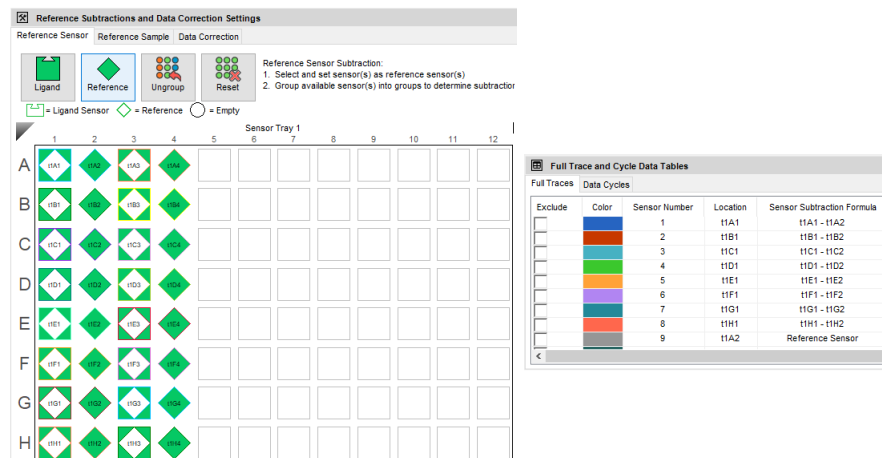 Reference Subtractions and Data Correction Settings
Reference Sensor Reference Sample Data Correction
Ligand Reference Ungroup Reset
Reference Sensor Subtraction:
1. Select and set sensor(s) as reference sensor(s)
2. Group available sensor(s) into groups to determine subtraction
= Ligand Sensor = Reference = Empty
Sensor Tray 1
1 2 3 4 5 6 7 8 9 10 11 12
A t1A1 t1A2 t1A3 t1A4
B t1B1 t1B2 t1B3 t1B4
C t1C1 t1C2 t1C3 t1C4
D t1D1 t1D2 t1D3 t1D4
E t1E1 t1E2 t1E3 t1E4
F t1F1 t1F2 t1F3 t1F4
G t1G1 t1G2 t1G3 t1G4
H t1H1 t1H2 t1H3 t1H4
Full Trace and Cycle Data Tables
Full Traces Data Cycles
Exclude Color Sensor Number Location Sensor Subtraction Formula
1 t1A1 t1A1 - t1A2
2 t1B1 t1B1 - t1B2
3 t1C1 t1C1 - t1C2
4 t1D1 t1D1 - t1D2
5 t1E1 t1E1 - t1E2
6 t1F1 t1F1 - t1F2
7 t1G1 t1G1 - t1G2
8 t1H1 t1H1 - t1H2
9 t1A2 Reference Sensor